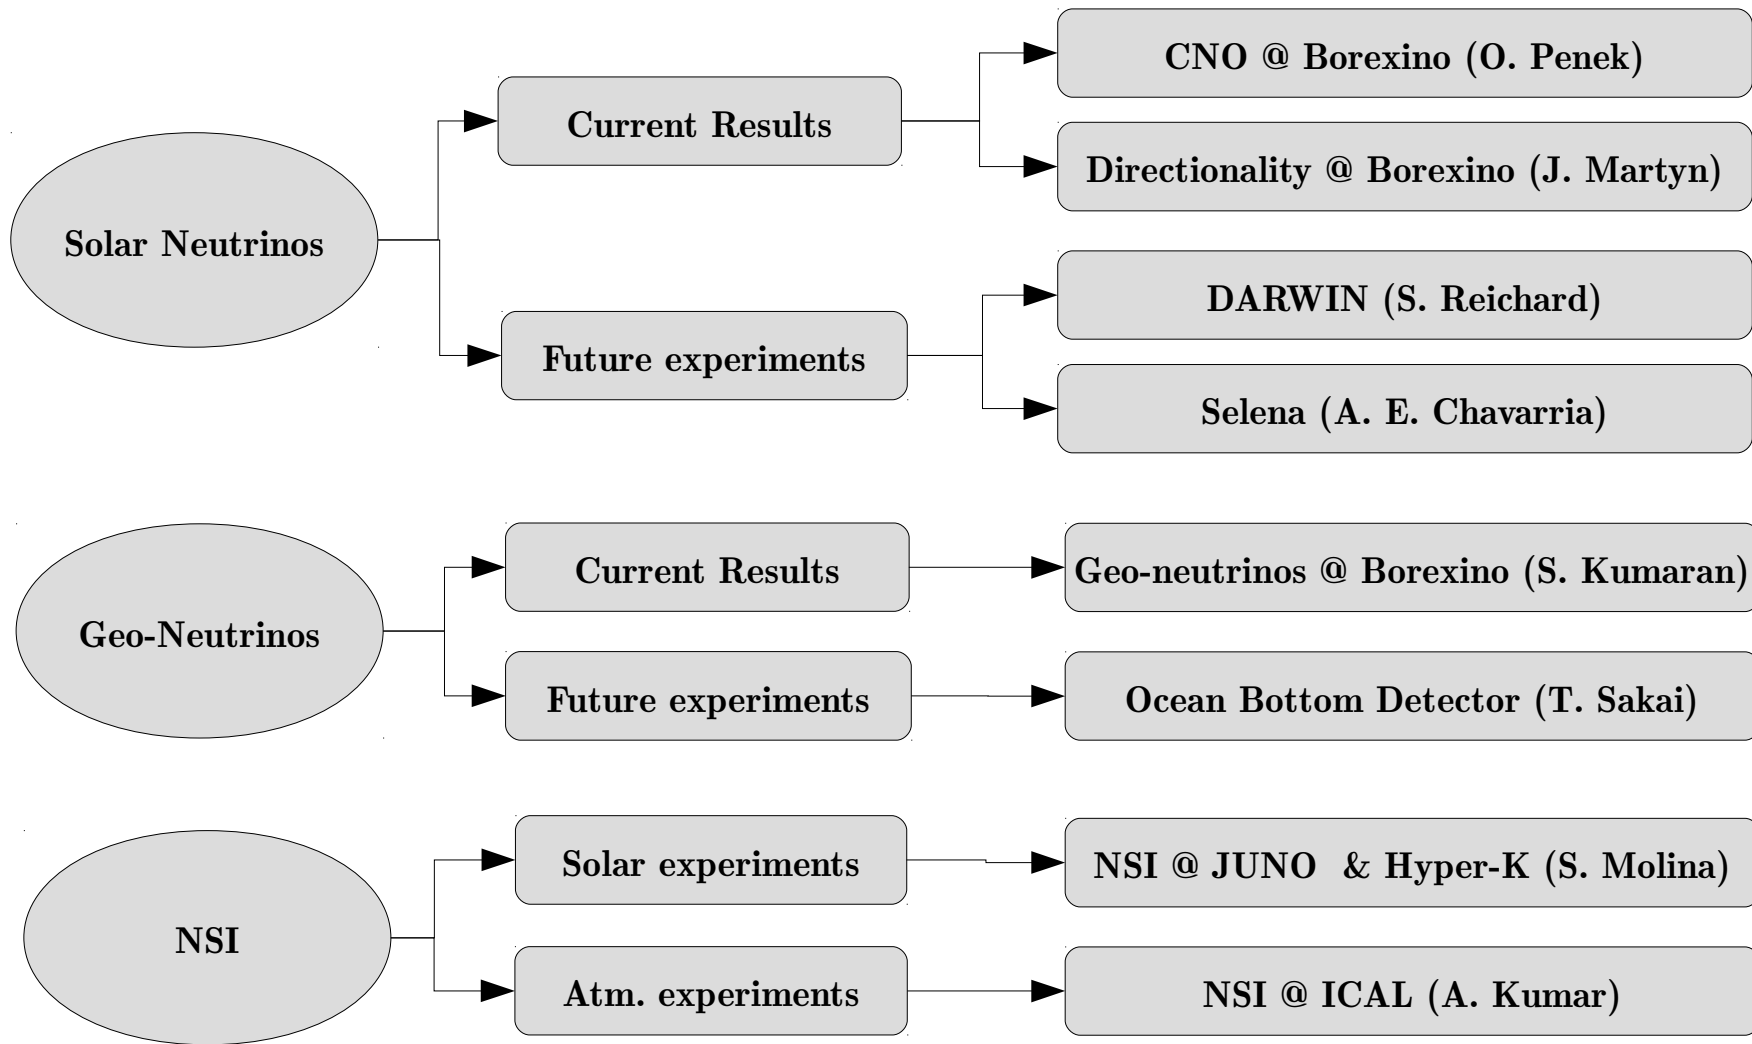 Solar Neutrinos
Current Results
CNO @ Borexino (O. Penek)
Directionality @ Borexino (J. Martyn)
Future experiments
DARWIN (S. Reichard)
Selena (A. E. Chavarria)
Geo-Neutrinos
Current Results
Geo-neutrinos @ Borexino (S. Kumaran)
Future experiments
Ocean Bottom Detector (T. Sakai)
NSI
Solar experiments
NSI @ JUNO & Hyper-K (S. Molina)
Atm. experiments
NSI @ ICAL (A. Kumar)